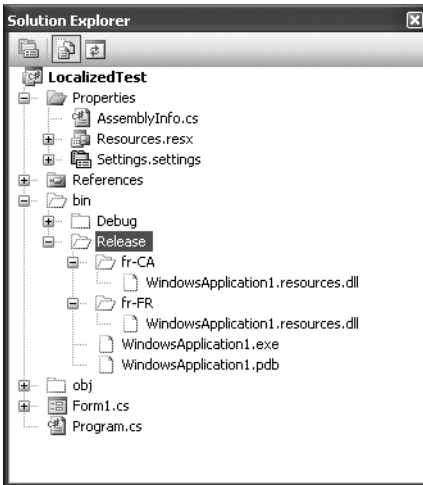 Solution Explorer
LocalizedTest
Properties
AssemblyInfo.cs
Resources.resx
Settings.settings
References
bin
Debug
Release
fr-CA
WindowsApplication1.resources.dll
fr-FR
WindowsApplication1.resources.dll
WindowsApplication1.exe
WindowsApplication1.pdb
obj
Form1.cs
Program.cs